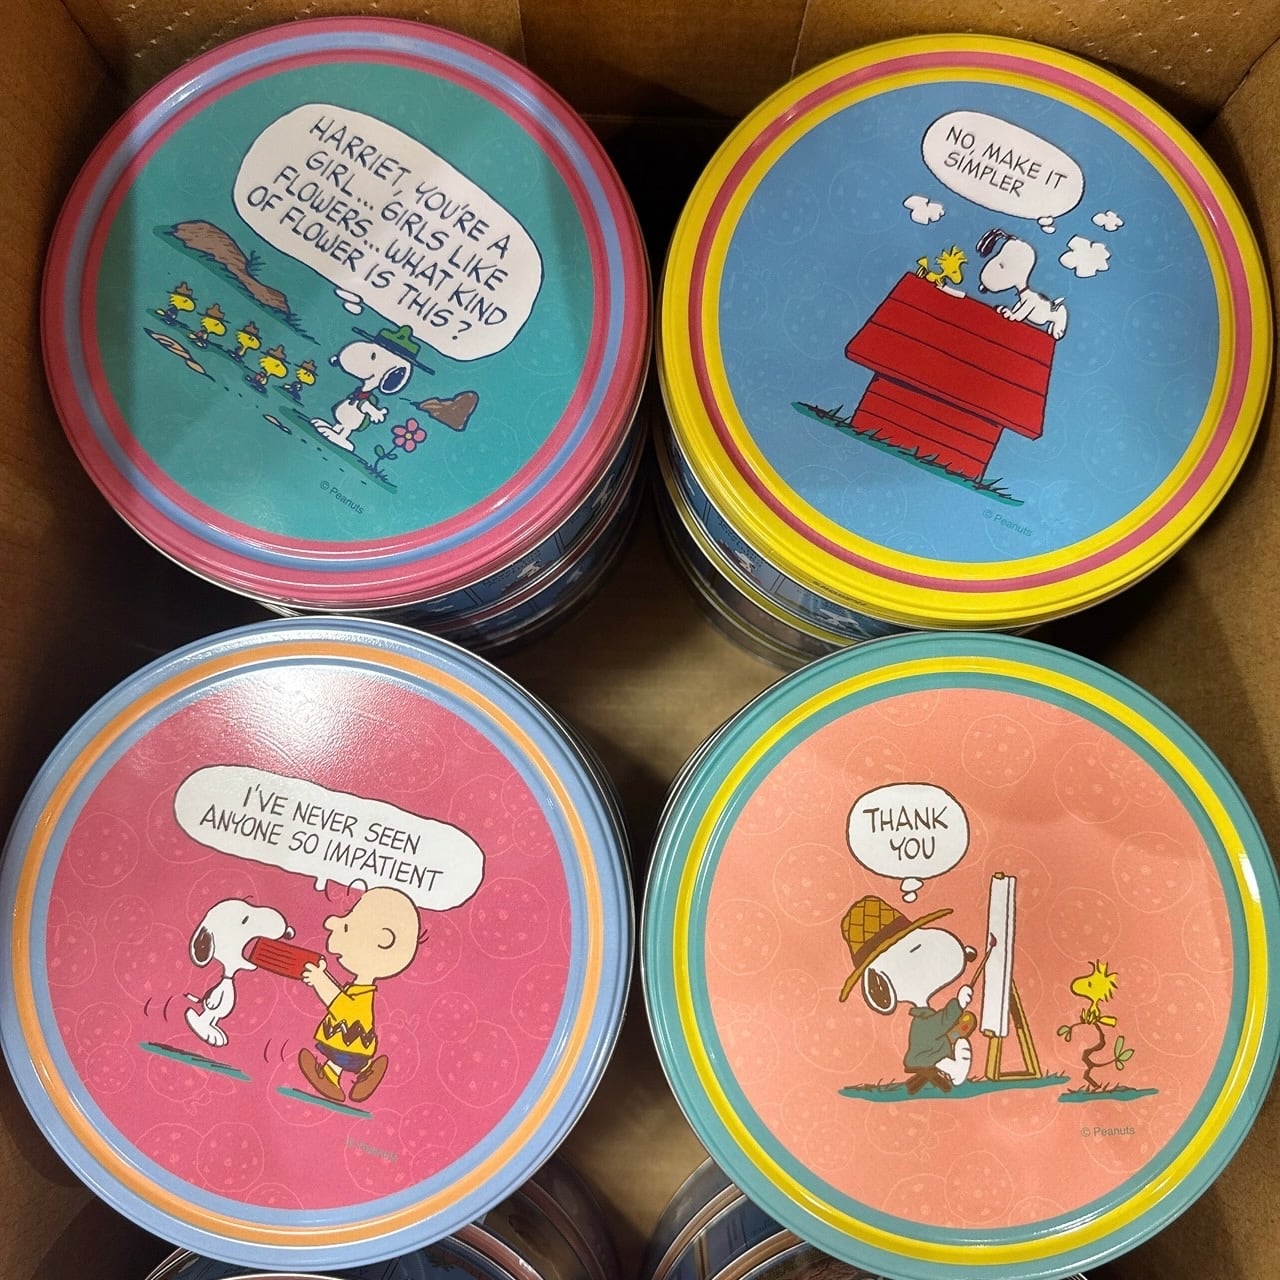 HARRIET, YOU'RE A
GIRL... GIRLS LIKE
FLOWERS... WHAT KIND
OF FLOWER IS THIS?
© Peanuts
NO, MAKE IT
SIMPLER
© Peanuts
I'VE NEVER SEEN
ANYONE SO IMPATIENT
© Peanuts
THANK
YOU
© Peanuts